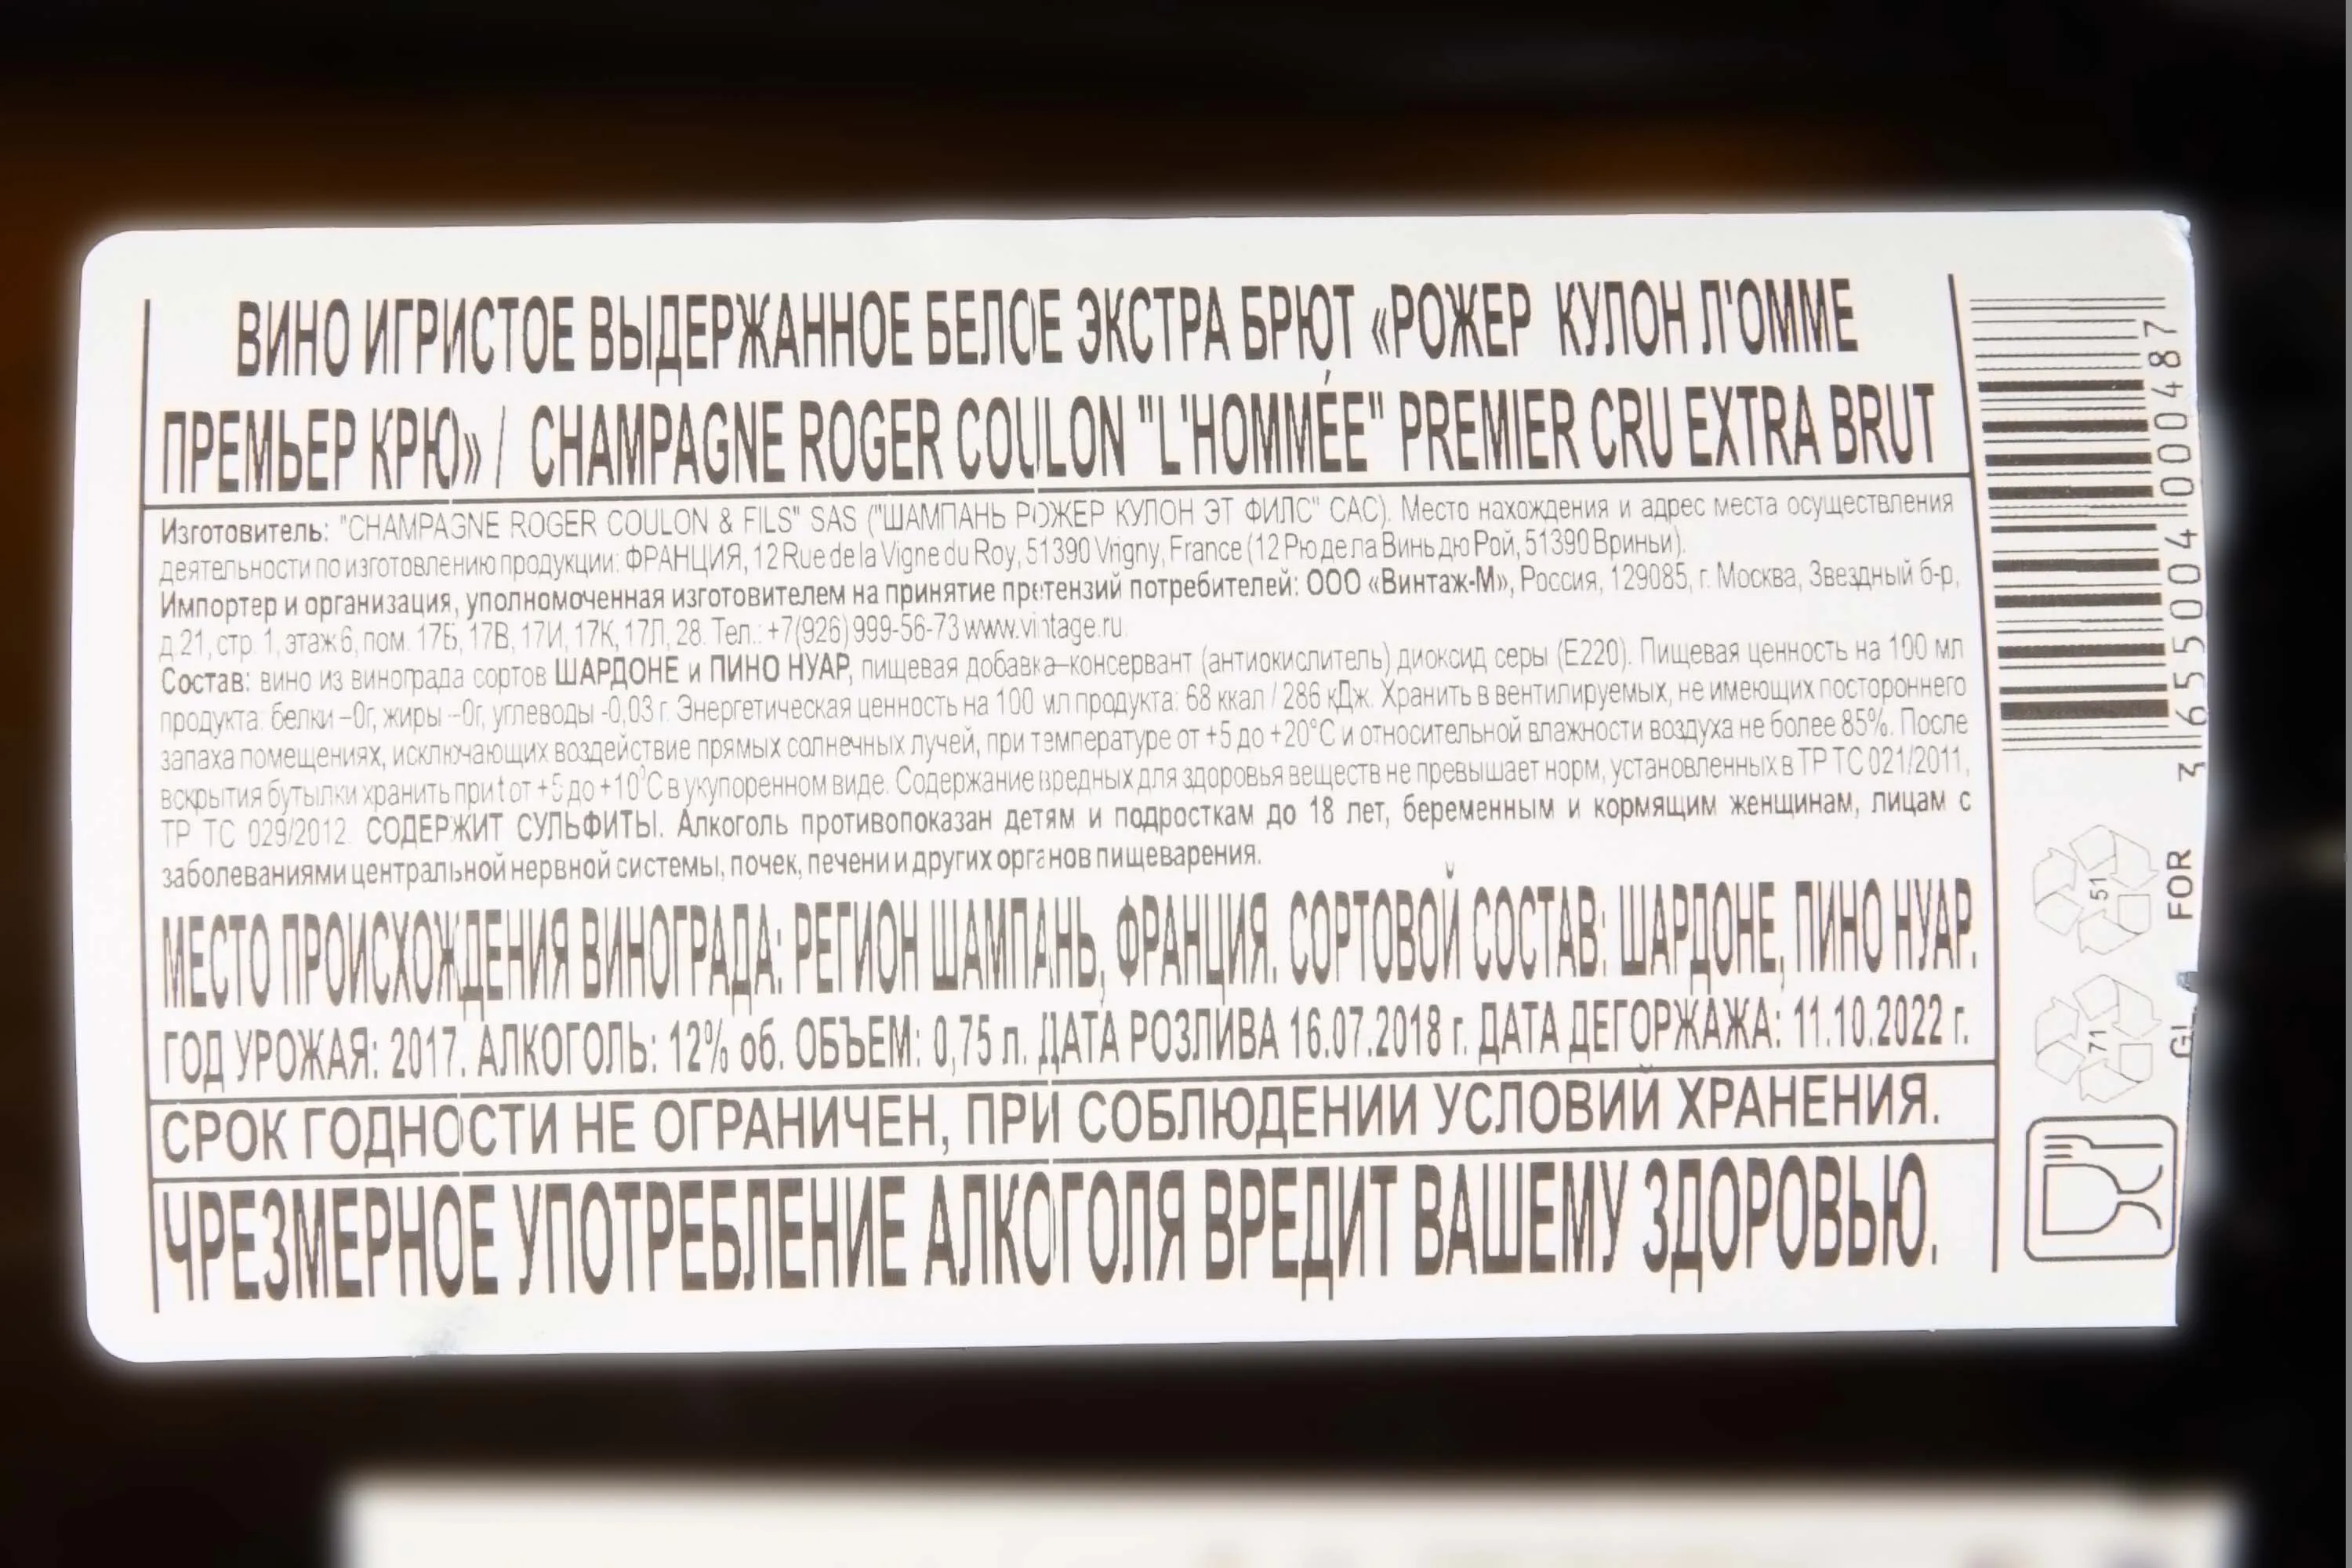 ВИНО ИГРИСТОЕ ВЫДЕРЖАННОЕ БЕЛОЕ ЭКСТРА БРЮТ «РОЖЕР КУЛОН Л'ОММЕ
ПРЕМЬЕР КРЮ» / CHAMPAGNE ROGER COULON "L'HOMMÉE" PREMIER CRU EXTRA BRUT
Изготовитель: "CHAMPAGNE ROGER COULON & FILS" SAS ("ШАМПАНЬ РОЖЕР КУЛОН ЭТ ФИЛС" САС). Место нахождения и адрес места осуществления
деятельности по изготовлению продукции: ФРАНЦИЯ, 12 Rue de la Vigne du Roy, 51390 Vrigny, France (12 Рю де ла Винь дю Рой, 51390 Вриньи).
Импортер и организация, уполномоченная изготовителем на принятие претензий потребителей: ООО «Винтаж-М», Россия, 129085, г. Москва, Звездный б-р,
д.21, стр. 1, этаж 6, пом. 17Б, 17В, 17И, 17К, 17Л, 28. Тел.: +7(926) 999-56-73 www.vintage.ru.
Состав: вино из винограда сортов ШАРДОНЕ и ПИНО НУАР, пищевая добавка–консервант (антиокислитель) диоксид серы (Е220). Пищевая ценность на 100 мл
продукта: белки –0г, жиры –0г, углеводы -0,03 г. Энергетическая ценность на 100 мл продукта: 68 ккал / 286 кДж. Хранить в вентилируемых, не имеющих постороннего
запаха помещениях, исключающих воздействие прямых солнечных лучей, при температуре от +5 до +20°C и относительной влажности воздуха не более 85%. После
вскрытия бутылки хранить при t от +5 до +10°C в укупоренном виде. Содержание вредных для здоровья веществ не превышает норм, установленных в ТР ТС 021/2011,
ТР ТС 029/2012. СОДЕРЖИТ СУЛЬФИТЫ. Алкоголь противопоказан детям и подросткам до 18 лет, беременным и кормящим женщинам, лицам с
заболеваниями центральной нервной системы, почек, печени и других органов пищеварения.
МЕСТО ПРОИСХОЖДЕНИЯ ВИНОГРАДА: РЕГИОН ШАМПАНЬ, ФРАНЦИЯ. СОРТОВОЙ СОСТАВ: ШАРДОНЕ, ПИНО НУАР.
ГОД УРОЖАЯ: 2017. АЛКОГОЛЬ: 12% об. ОБЪЕМ: 0,75 л. ДАТА РОЗЛИВА 16.07.2018 г. ДАТА ДЕГОРЖАЖА: 11.10.2022 г.
СРОК ГОДНОСТИ НЕ ОГРАНИЧЕН, ПРИ СОБЛЮДЕНИИ УСЛОВИЙ ХРАНЕНИЯ.
ЧРЕЗМЕРНОЕ УПОТРЕБЛЕНИЕ АЛКОГОЛЯ ВРЕДИТ ВАШЕМУ ЗДОРОВЬЮ.
3 655004 000487
51 FOR
71 GL